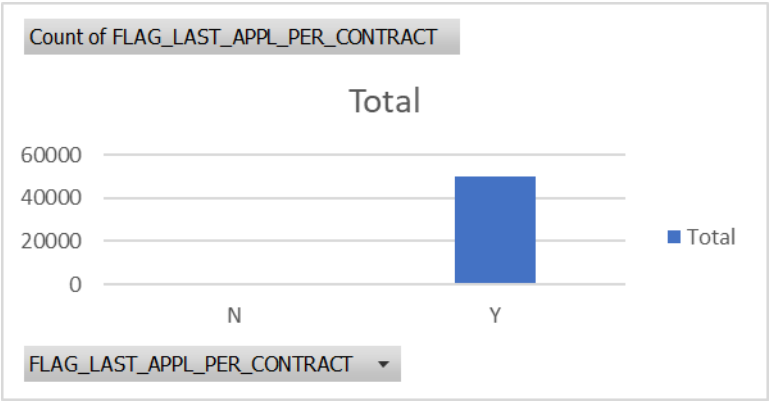 Count of FLAG_LAST_APPL_PER_CONTRACT
Total
60000
40000
20000
0
N Y
Total
FLAG_LAST_APPL_PER_CONTRACT